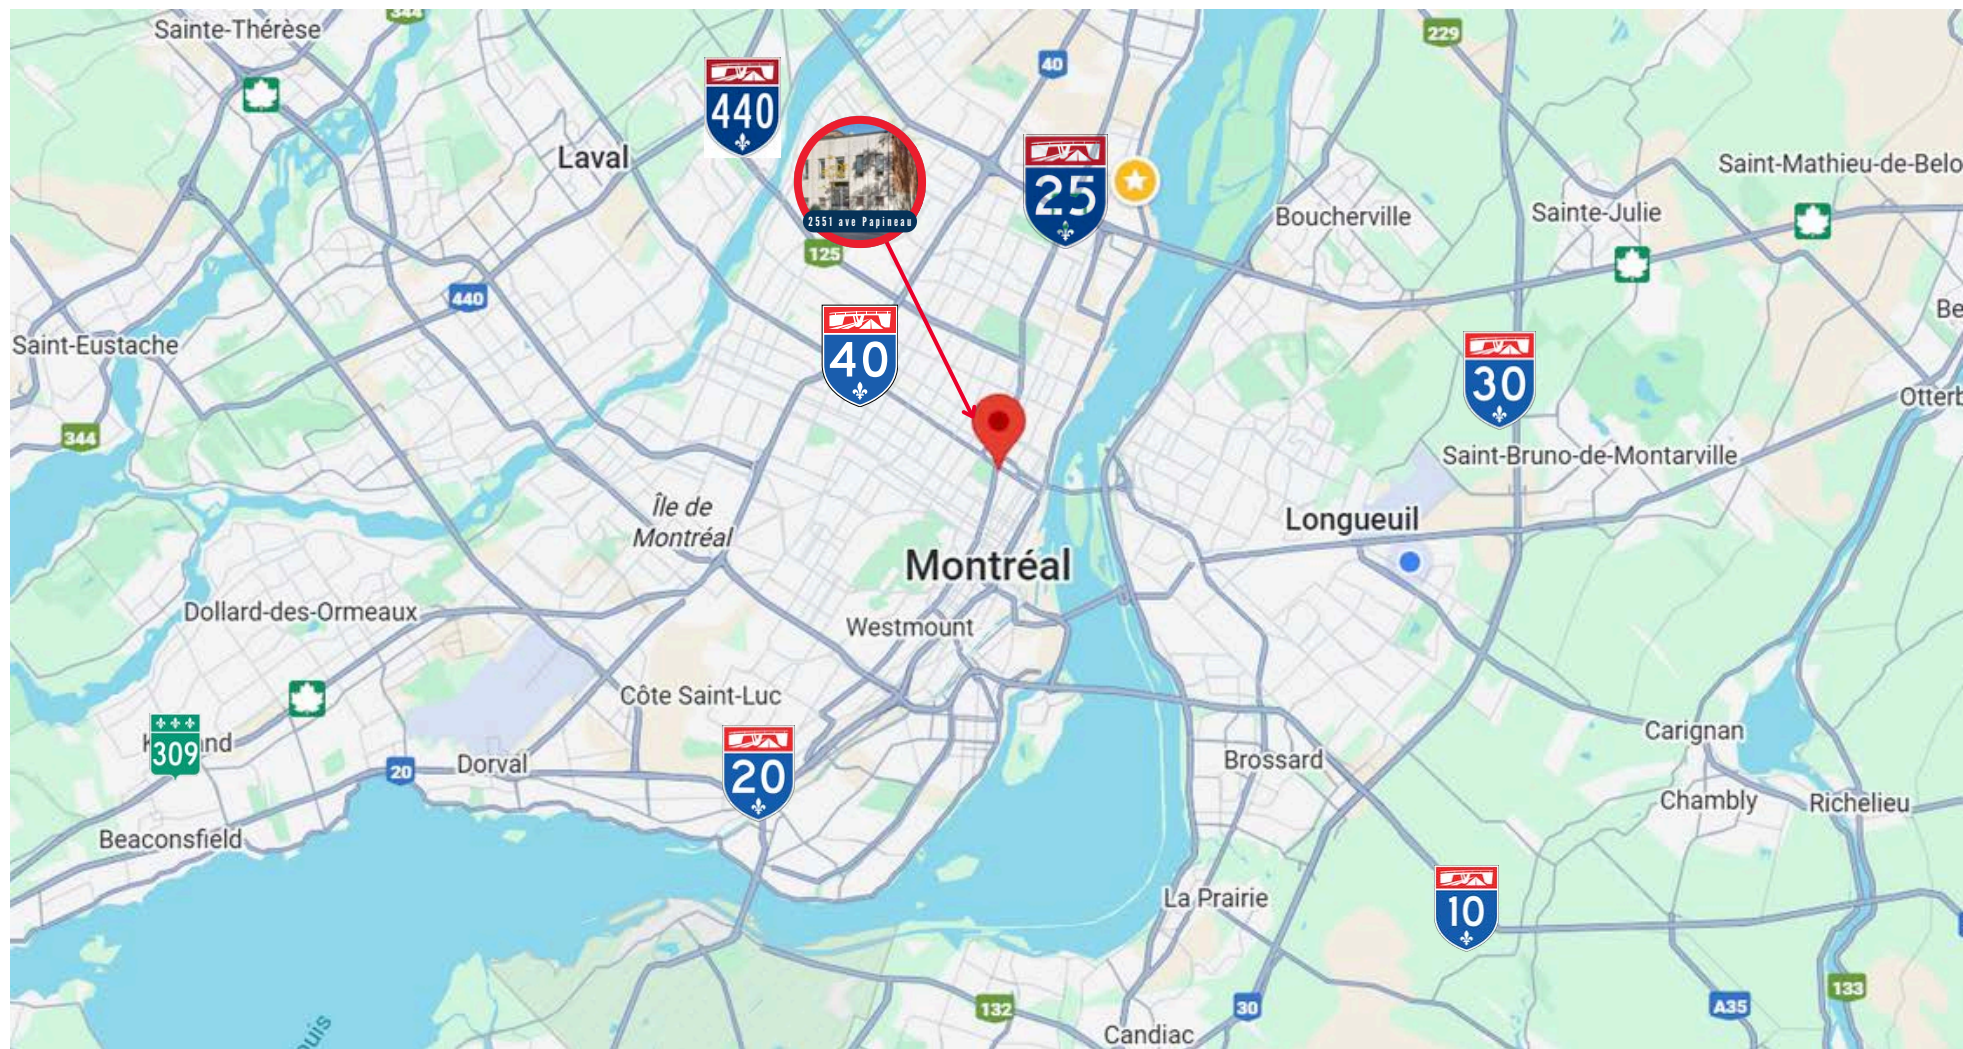 344
Sainte-Thérèse
229
40
440
Laval
25
Saint-Mathieu-de-Belo
Boucherville
Sainte-Julie
2551 ave Papineau
125
440
Be
Saint-Eustache
40
30
Otterb
344
Saint-Bruno-de-Montarville
Île de
Montréal
Longueuil
Montréal
Dollard-des-Ormeaux
Westmount
Côte Saint-Luc
309
nd
Carignan
20
Dorval
20
Brossard
Chambly
Richelieu
Beaconsfield
La Prairie
10
133
132
30
A35
Candiac
ouis